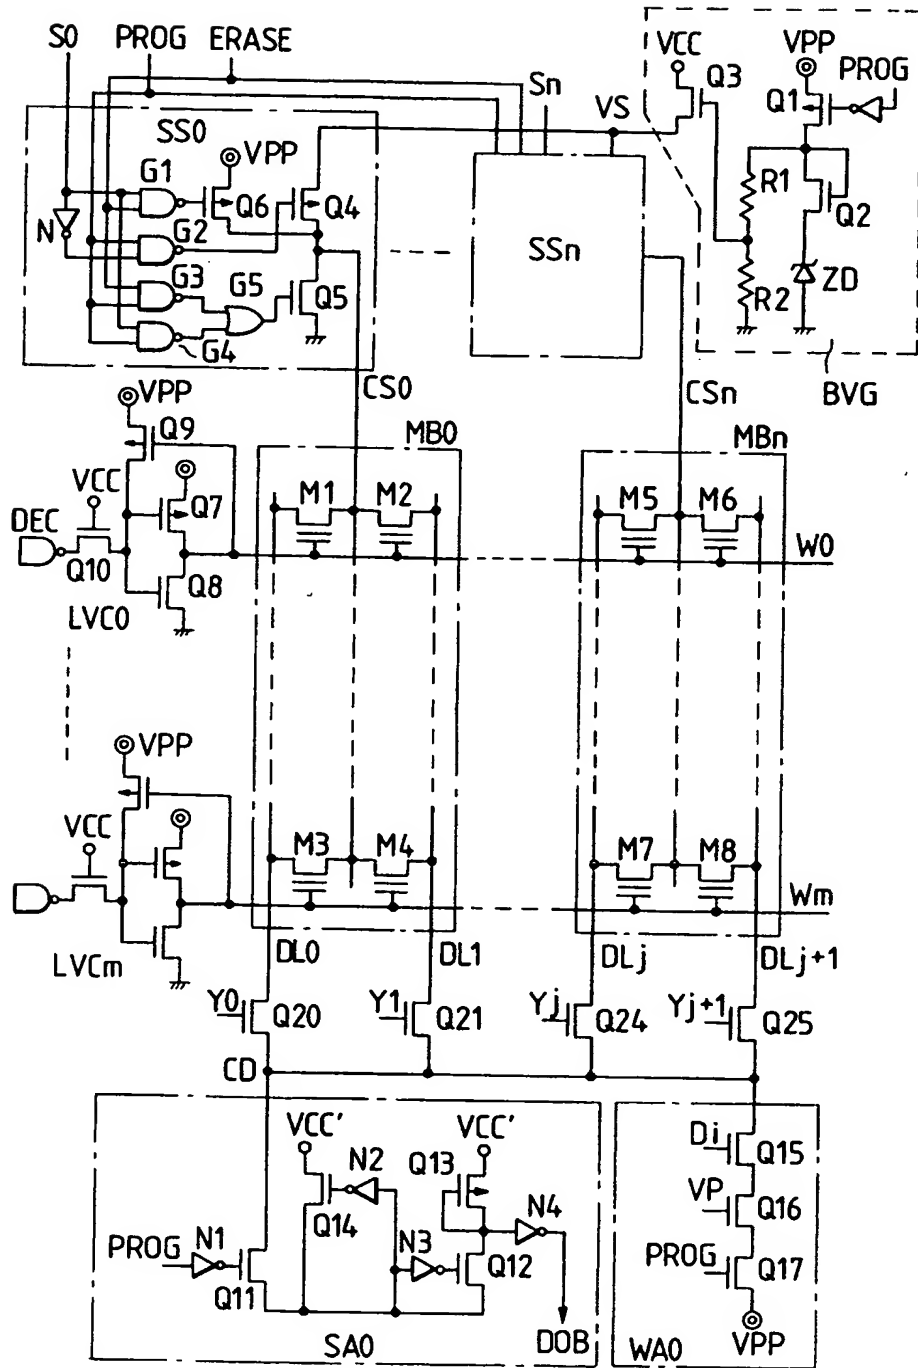 S0 PROG ERASE
VCC VPP
Q3 PROG
Sn
VS Q1
SS0
VPP
G1
Q6 Q4
R1
Q2
N
G2
SSn
G3 G5
Q5
R2 ZD
G4
VPP
CS0 CSn BVG
Q9
MB0 MBn
VCC
M1 M2 M5 M6
DEC Q7
W0
Q10 Q8
LVC0
VPP
VCC
M3 M4 M7 M8
Wm
LVCm
DL0 DL1 DLj DLj+1
Y0 Q20 Y1 Q21 Yj Q24 Yj+1 Q25
CD
VCC' VCC'
Di Q15
N2 Q13
VP Q16
Q14 N4
PROG N1 N3 Q12
PROG Q17
Q11
SA0 DOB WA0 VPP